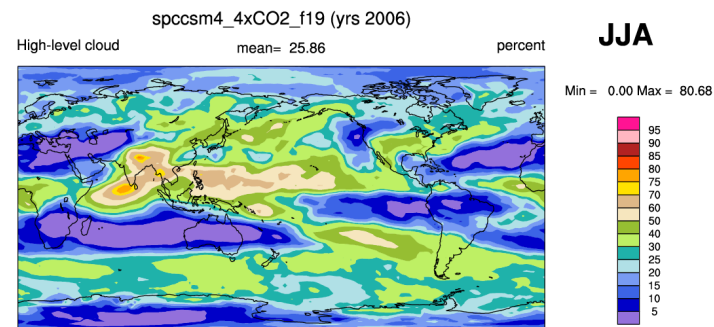 spccsm4_4xCO2_f19 (yrs 2006)
JJA
High-level cloud
mean= 25.86
percent
Min = 0.00 Max = 80.68
95
90
85
80
75
70
60
50
40
30
25
20
15
10
5